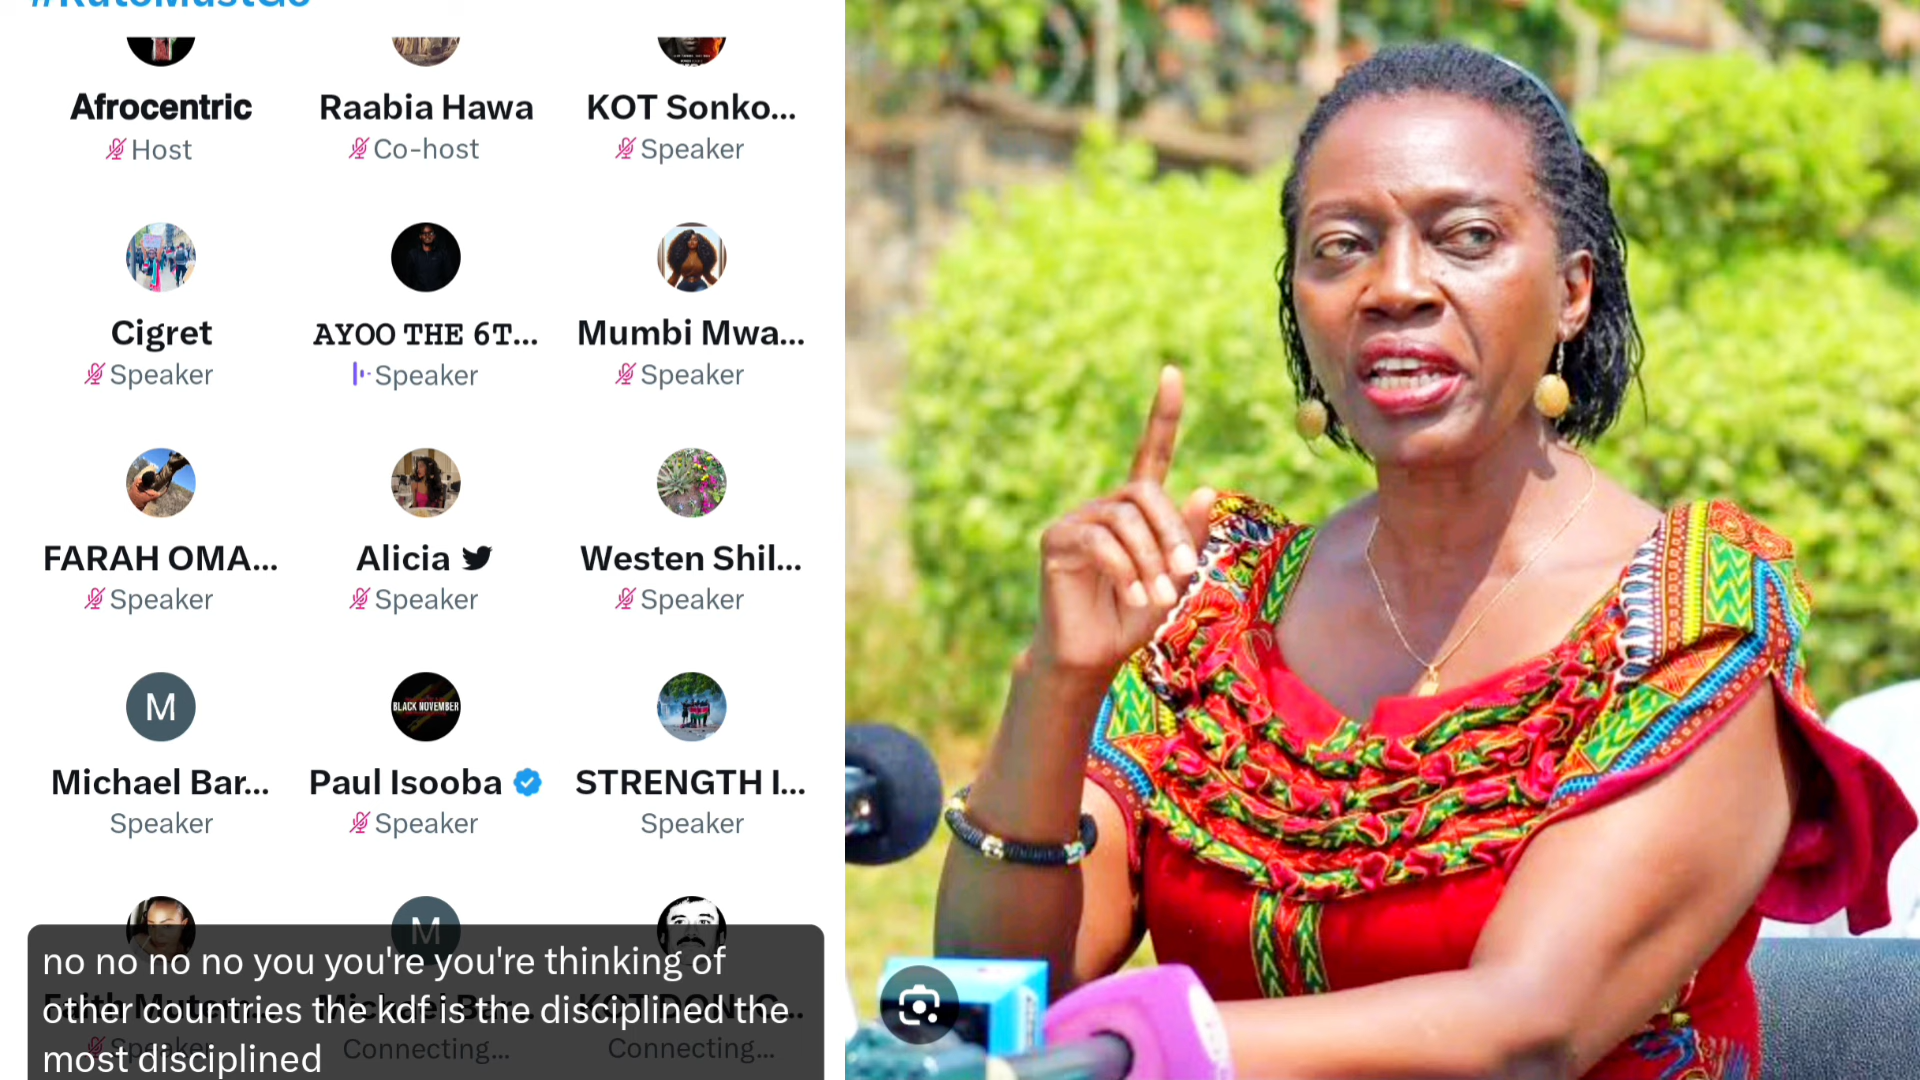 #RutoMustGo
Afrocentric Raabia Hawa KOT Sonko...
Host Co-host Speaker
Cigret AYOO THE 6T... Mumbi Mwa...
Speaker Speaker Speaker
FARAH OMA... Alicia Westen Shil...
Speaker Speaker Speaker
M BLACK NOVEMBER
Michael Bar... Paul Isooba STRENGTH I...
Speaker Speaker Speaker
M
no no no no you you're you're thinking of
other countries the kdf is the disciplined the
most disciplined
Speaker Connecting... Connecting...